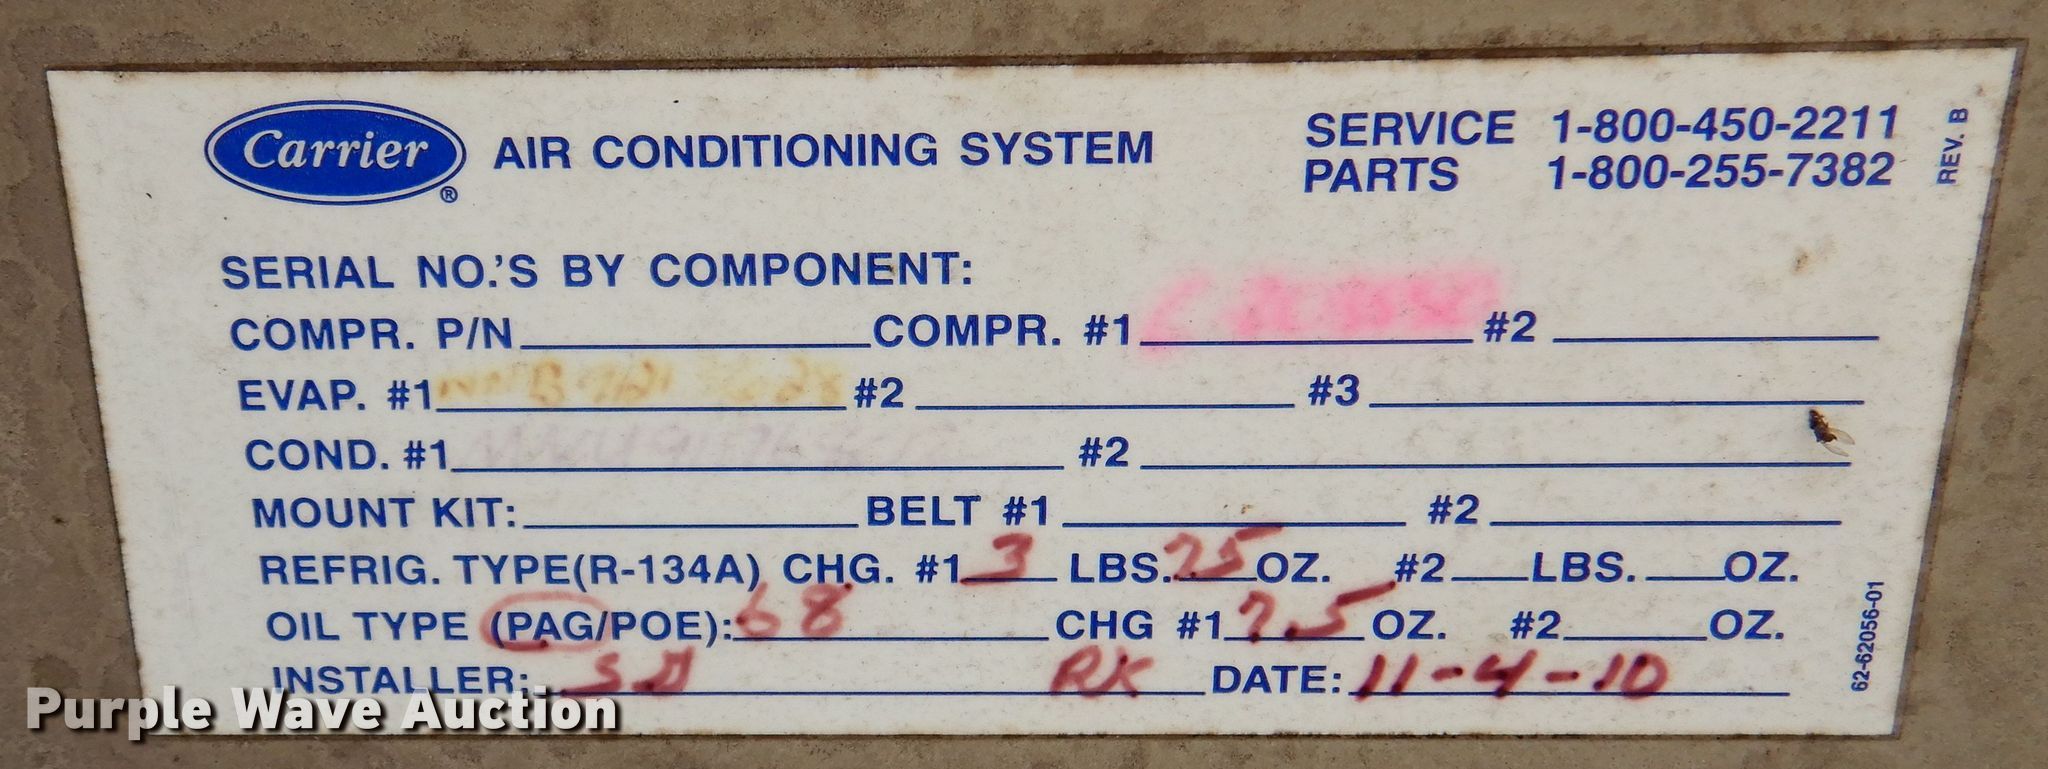 Carrier ® AIR CONDITIONING SYSTEM
SERVICE 1-800-450-2211
PARTS 1-800-255-7382
REV. B
SERIAL NO.'S BY COMPONENT:
COMPR. P/N COMPR. #1 #2
EVAP. #1 #2 #3
COND. #1 #2
MOUNT KIT: BELT #1 #2
REFRIG. TYPE(R-134A) CHG. #1 3 LBS. OZ. #2 LBS. OZ.
OIL TYPE (PAG/POE): 68 CHG #1 7.5 OZ. #2 OZ.
INSTALLER: RK DATE: 11-4-10
62-62056-01
Purple Wave Auction